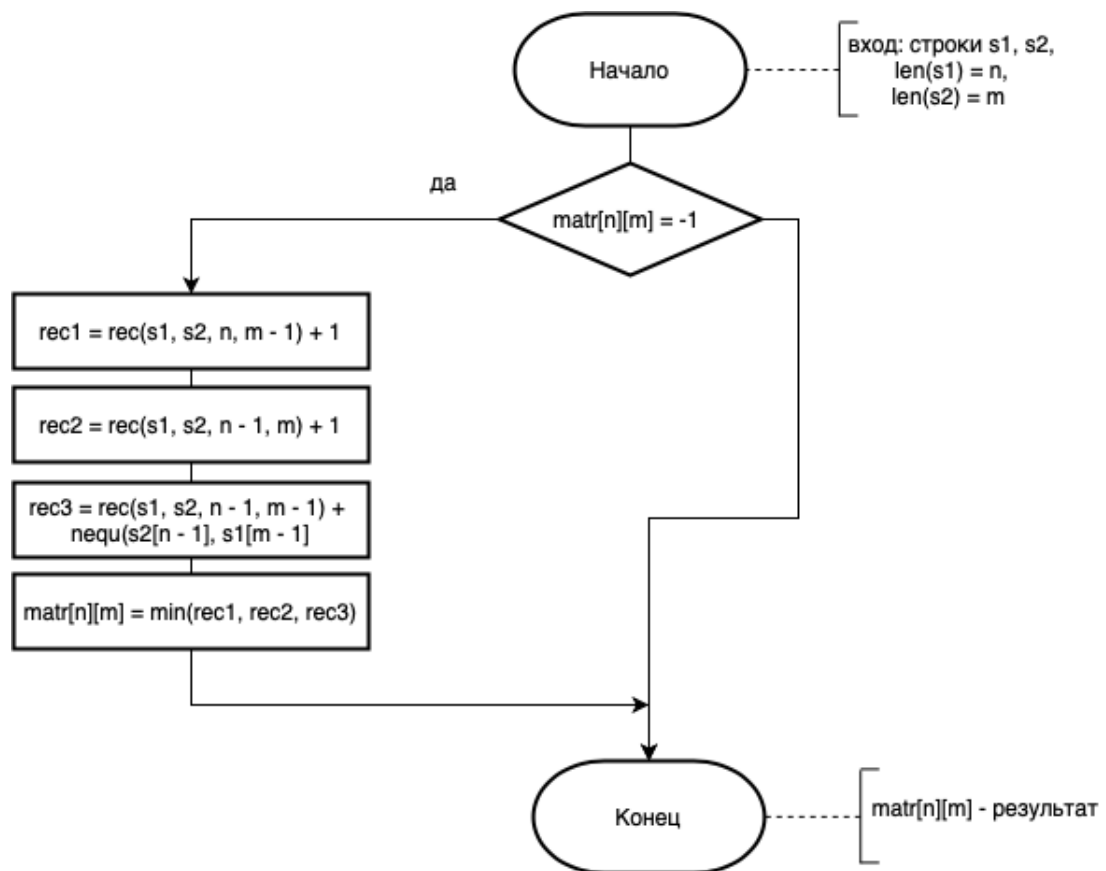 Начало
вход: строки s1, s2,
len(s1) = n,
len(s2) = m
да
matr[n][m] = -1
rec1 = rec(s1, s2, n, m - 1) + 1
rec2 = rec(s1, s2, n - 1, m) + 1
rec3 = rec(s1, s2, n - 1, m - 1) +
nequ(s2[n - 1], s1[m - 1]
matr[n][m] = min(rec1, rec2, rec3)
Конец
matr[n][m] - результат